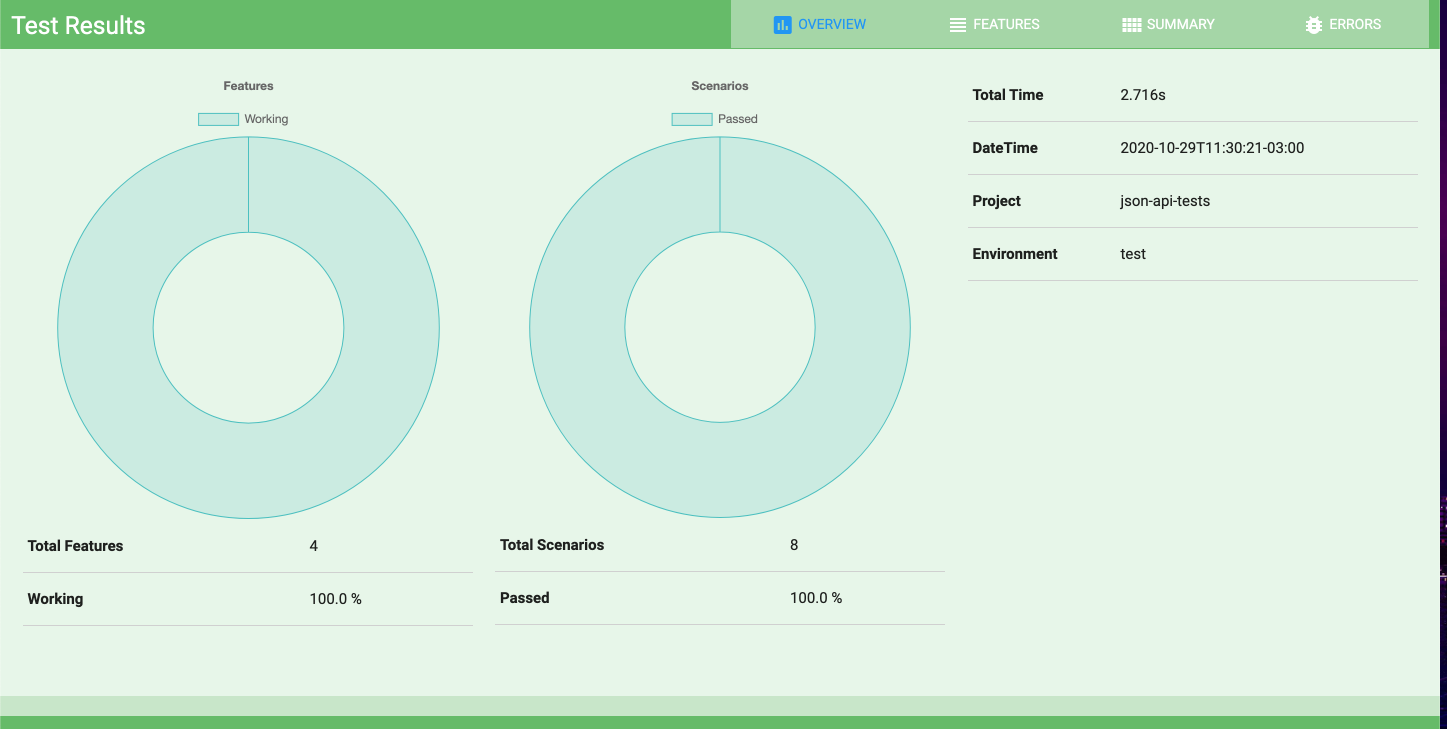 Test Results
OVERVIEW
FEATURES
SUMMARY
ERRORS
Features
Working
Total Features 4
Working 100.0 %
Scenarios
Passed
Total Scenarios 8
Passed 100.0 %
Total Time 2.716s
DateTime 2020-10-29T11:30:21-03:00
Project json-api-tests
Environment test